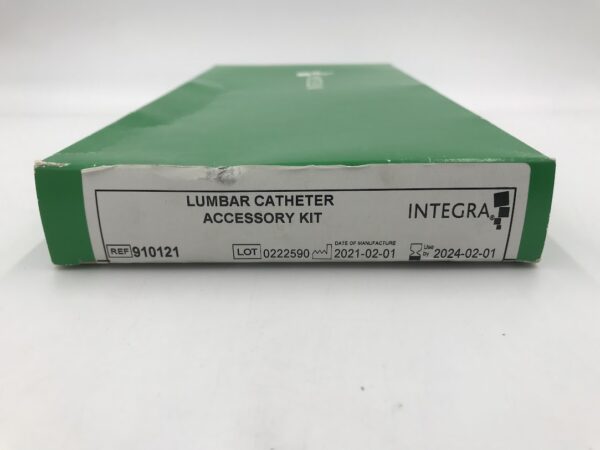 INTEGRA
LUMBAR CATHETER
ACCESSORY KIT
INTEGRA®
REF 910121
LOT 0222590
DATE OF MANUFACTURE
2021-02-01
Use
by 2024-02-01